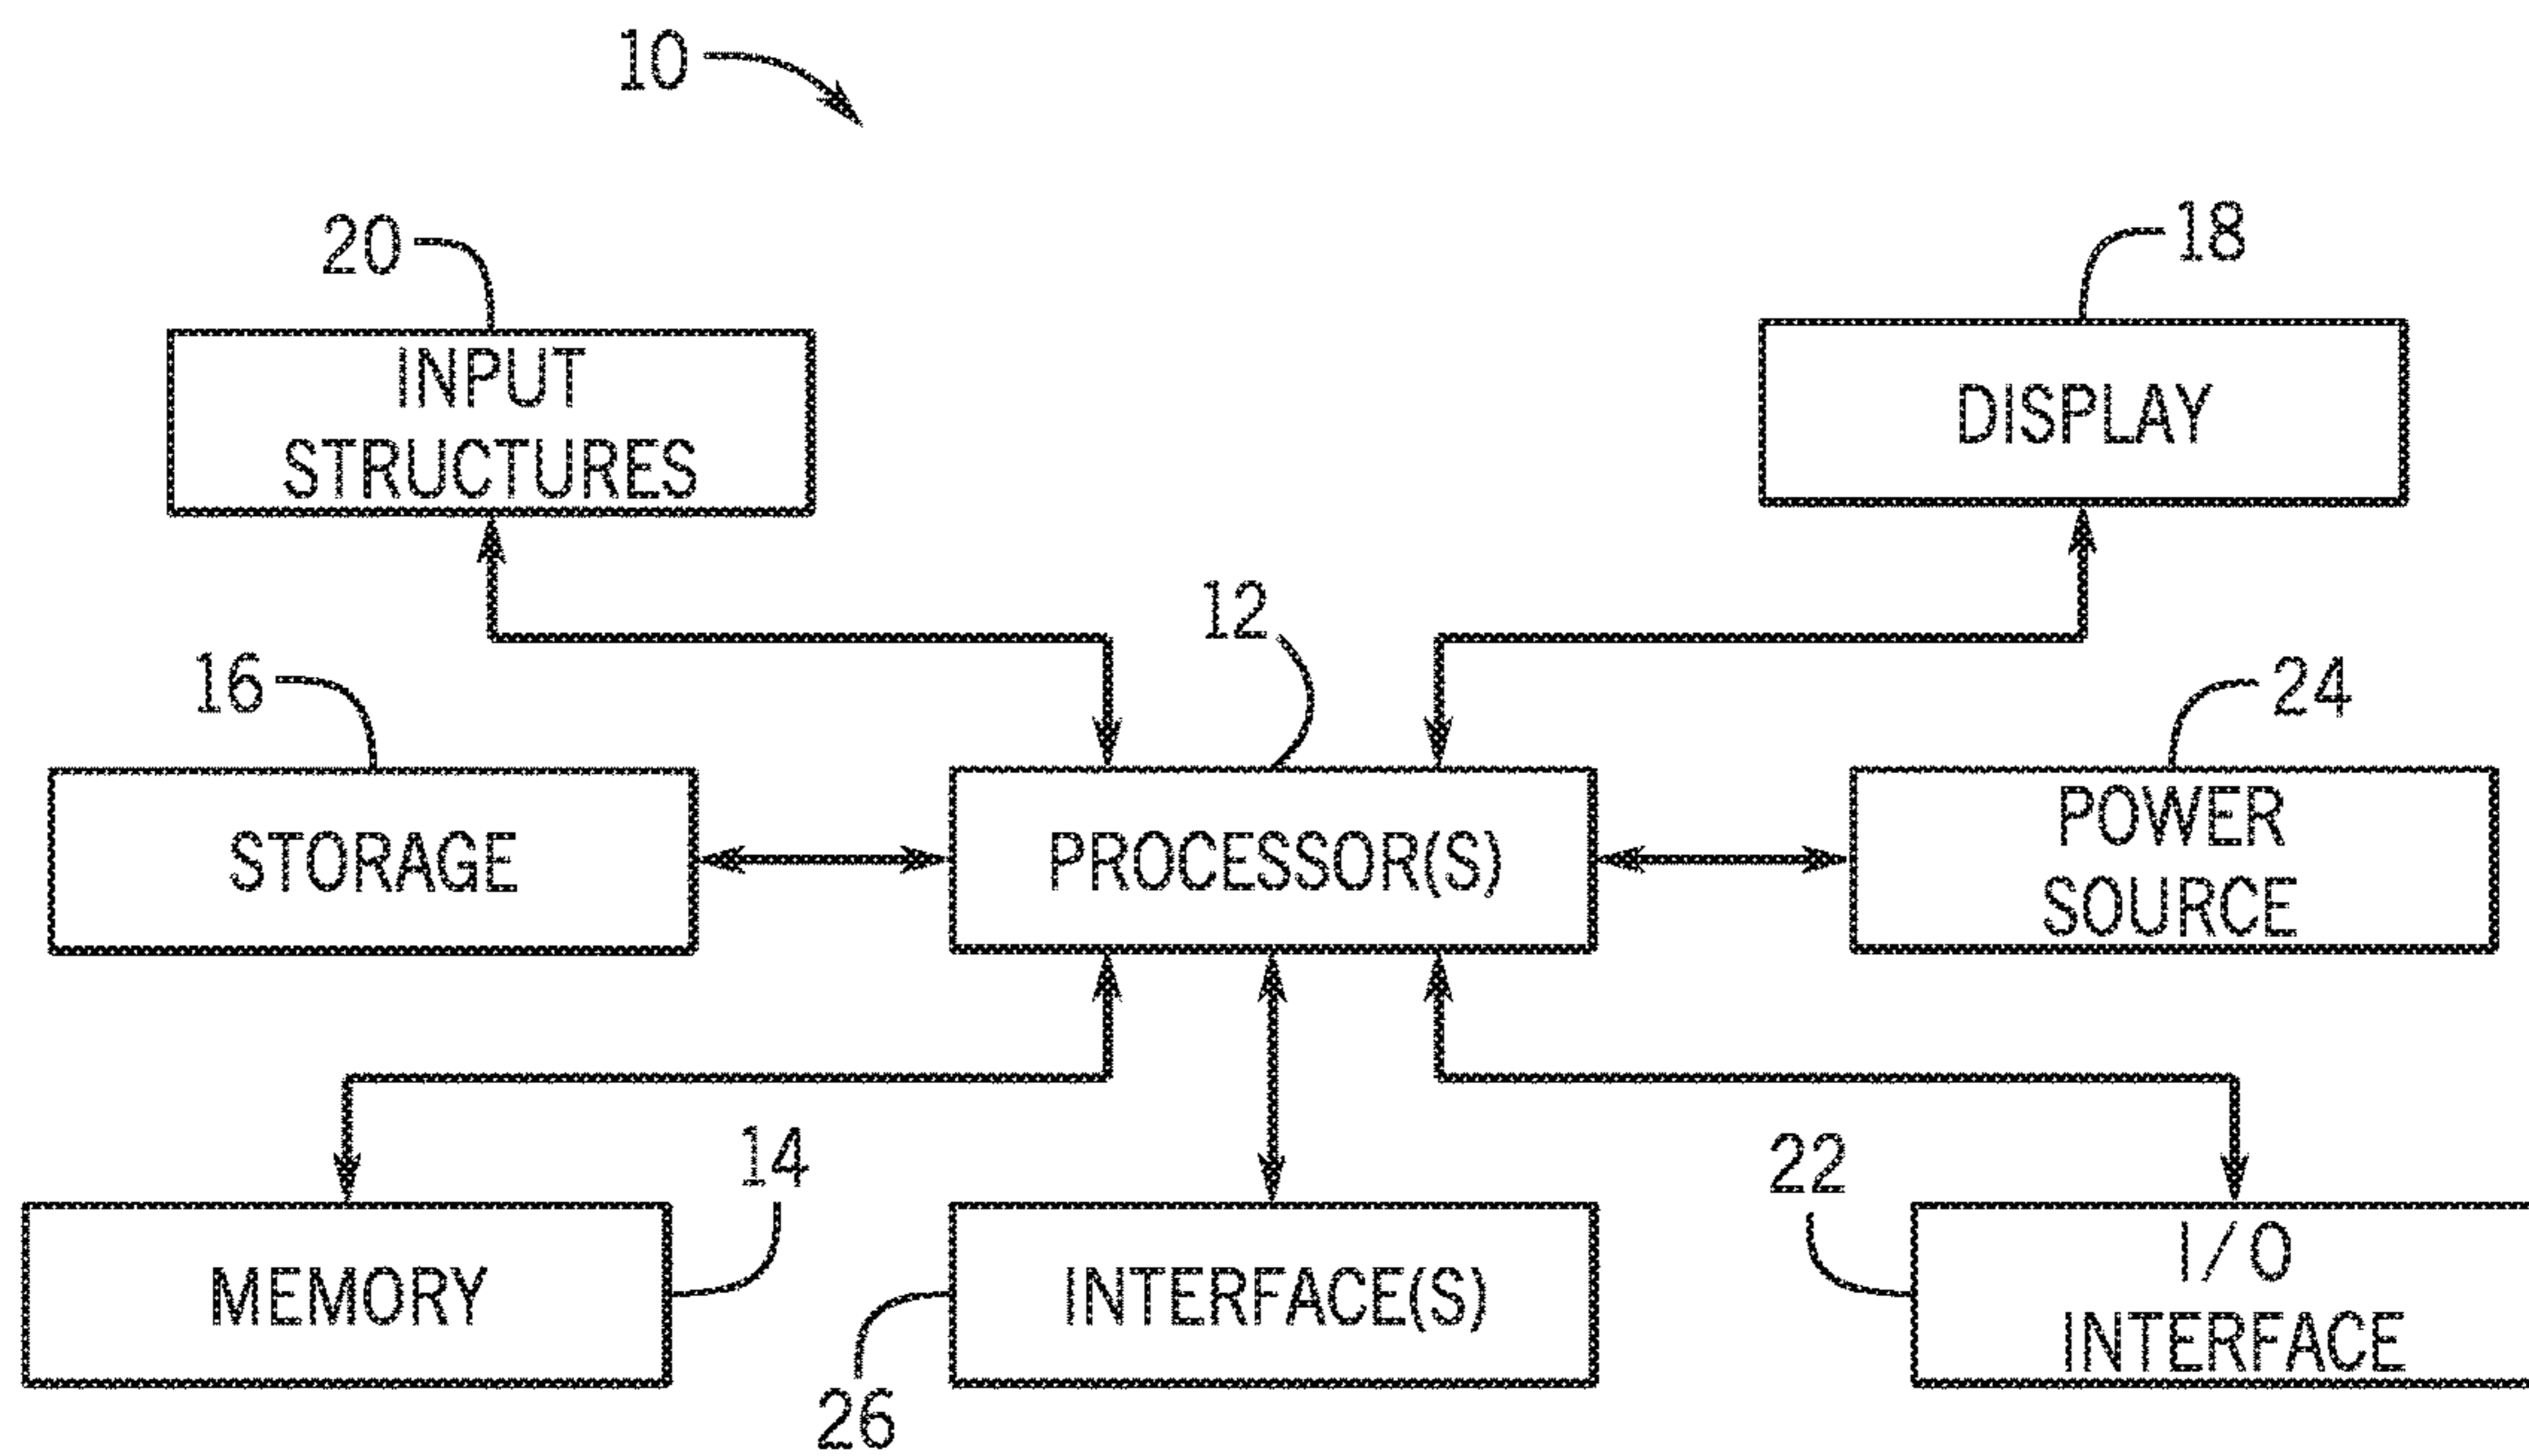 10
20
18
INPUT
STRUCTURES
DISPLAY
12
16
24
STORAGE
PROCESSOR(S)
POWER
SOURCE
14
22
MEMORY
INTERFACE(S)
I/O
INTERFACE
26